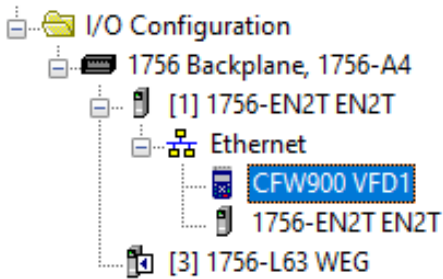 I/O Configuration
1756 Backplane, 1756-A4
[1] 1756-EN2T EN2T
Ethernet
CFW900 VFD1
1756-EN2T EN2T
[3] 1756-L63 WEG